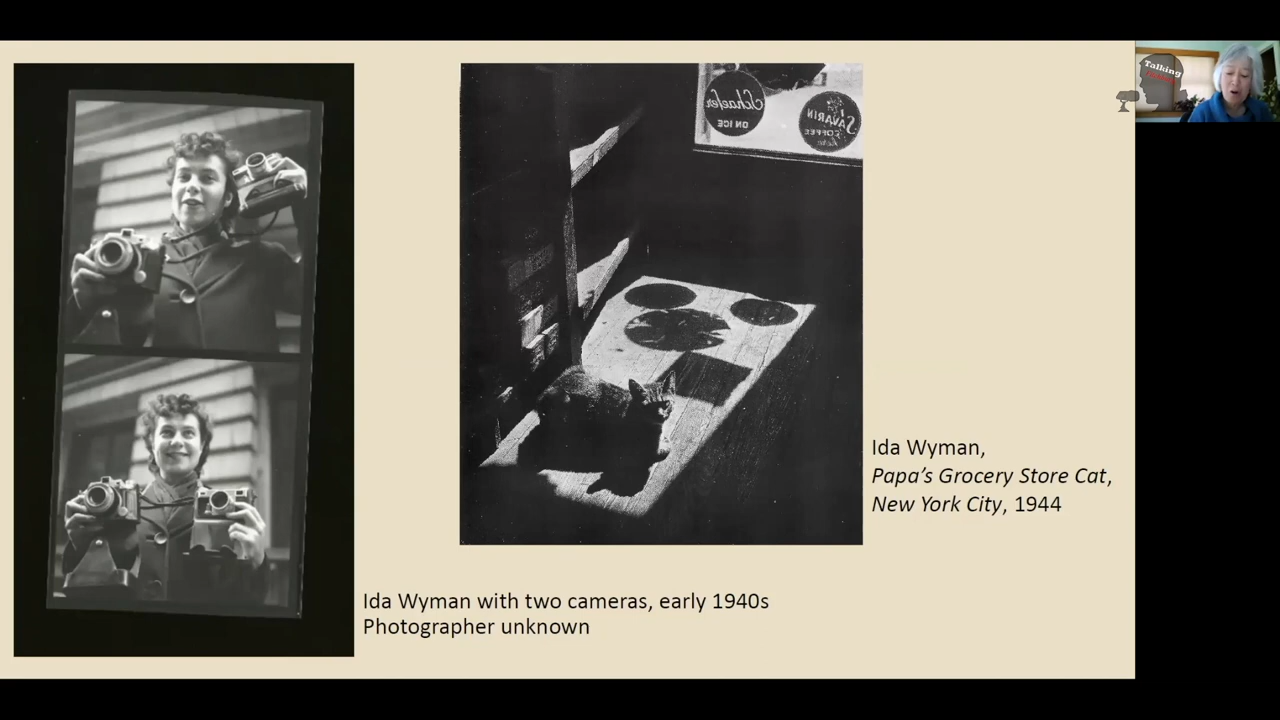 Ida Wyman with two cameras, early 1940s
Photographer unknown
Schaefer
ON ICE
SAVARIN
COFFEE
Ida Wyman,
Papa's Grocery Store Cat,
New York City, 1944
Talking